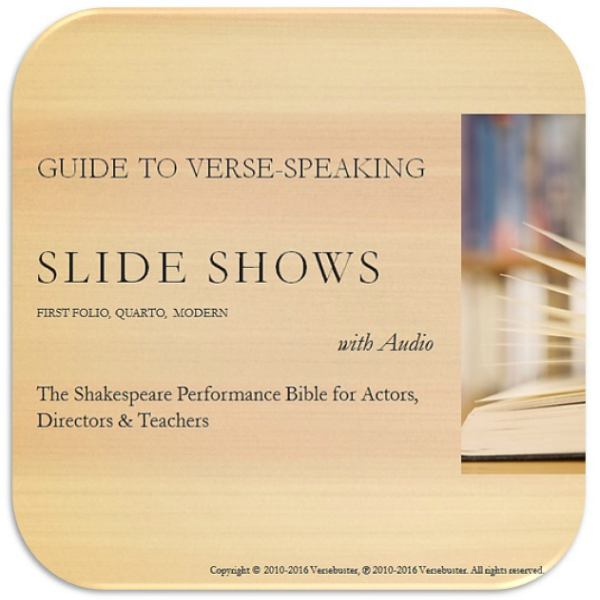 GUIDE TO VERSE-SPEAKING
SLIDE SHOWS
FIRST FOLIO, QUARTO, MODERN
with Audio
The Shakespeare Performance Bible for Actors,
Directors & Teachers
Copyright © 2010-2016 Versebuster, ℗ 2010-2016 Versebuster. All rights reserved.